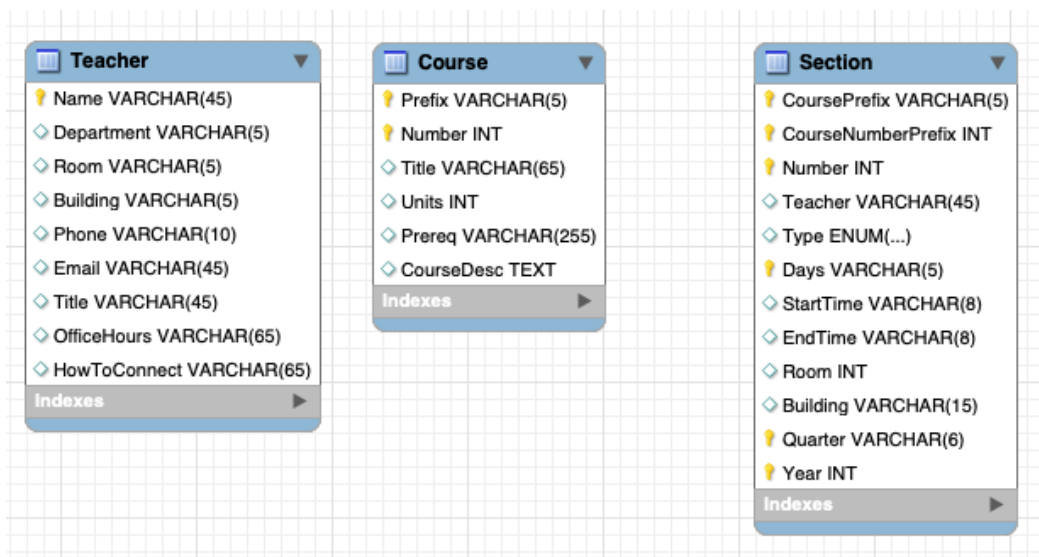 Teacher
Name VARCHAR(45)
Department VARCHAR(5)
Room VARCHAR(5)
Building VARCHAR(5)
Phone VARCHAR(10)
Email VARCHAR(45)
Title VARCHAR(45)
OfficeHours VARCHAR(65)
HowToConnect VARCHAR(65)
Indexes
Course
Prefix VARCHAR(5)
Number INT
Title VARCHAR(65)
Units INT
Prereq VARCHAR(255)
CourseDesc TEXT
Indexes
Section
CoursePrefix VARCHAR(5)
CourseNumberPrefix INT
Number INT
Teacher VARCHAR(45)
Type ENUM(...)
Days VARCHAR(5)
StartTime VARCHAR(8)
EndTime VARCHAR(8)
Room INT
Building VARCHAR(15)
Quarter VARCHAR(6)
Year INT
Indexes